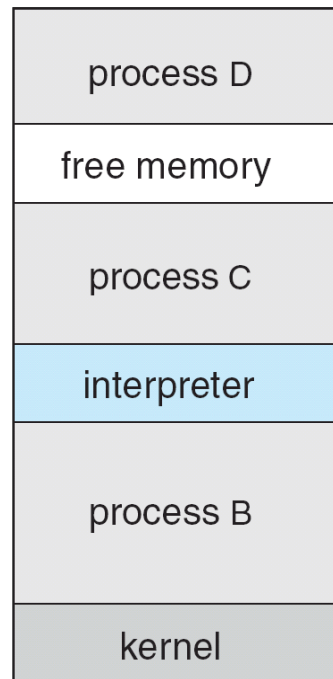 process D
free memory
process C
interpreter
process B
kernel